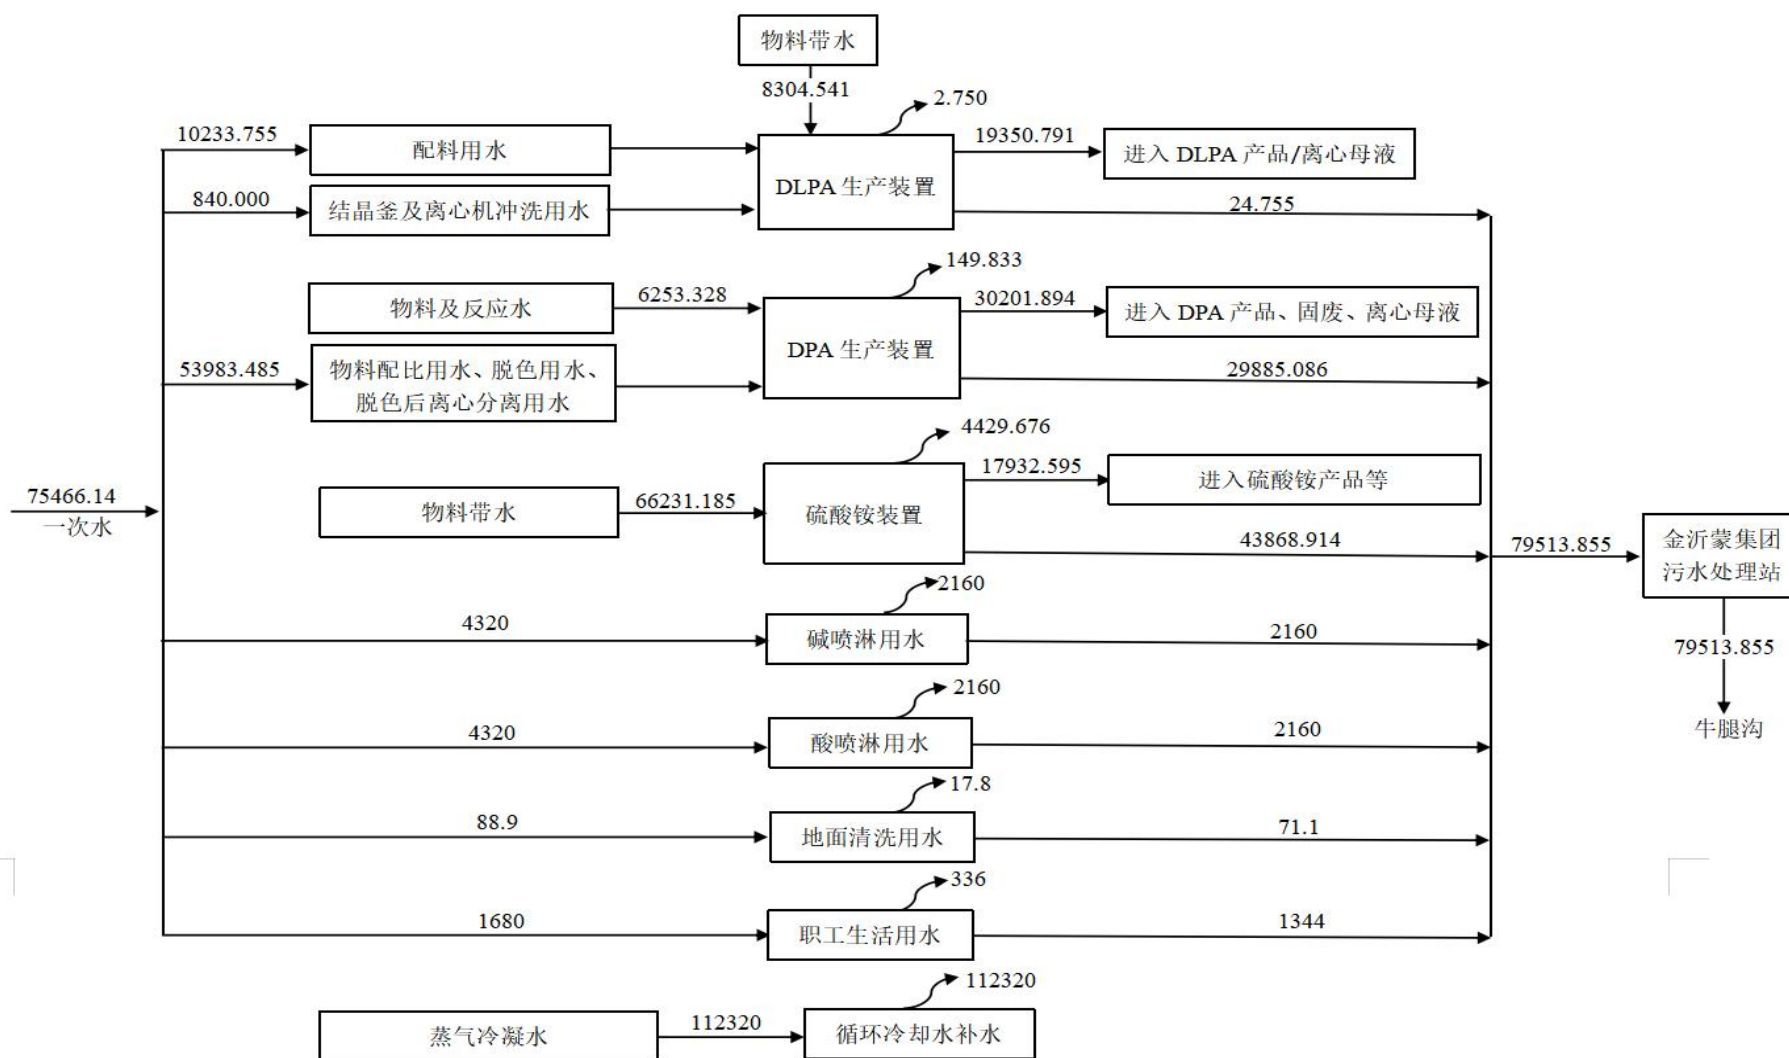 物料带水
8304.541
2.750
10233.755
配料用水
DLPA 生产装置
19350.791
进入 DLPA 产品/离心母液
840.000
结晶釜及离心机冲洗用水
24.755
149.833
物料及反应水
6253.328
DPA 生产装置
30201.894
进入 DPA 产品、固废、离心母液
53983.485
物料配比用水、脱色用水、
脱色后离心分离用水
29885.086
4429.676
75466.14
一次水
物料带水
66231.185
硫酸铵装置
17932.595
进入硫酸铵产品等
43868.914
79513.855
金沂蒙集团
污水处理站
79513.855
牛腿沟
2160
4320
碱喷淋用水
2160
2160
4320
酸喷淋用水
2160
17.8
88.9
地面清洗用水
71.1
336
1680
职工生活用水
1344
112320
蒸气冷凝水
112320
循环冷却水补水